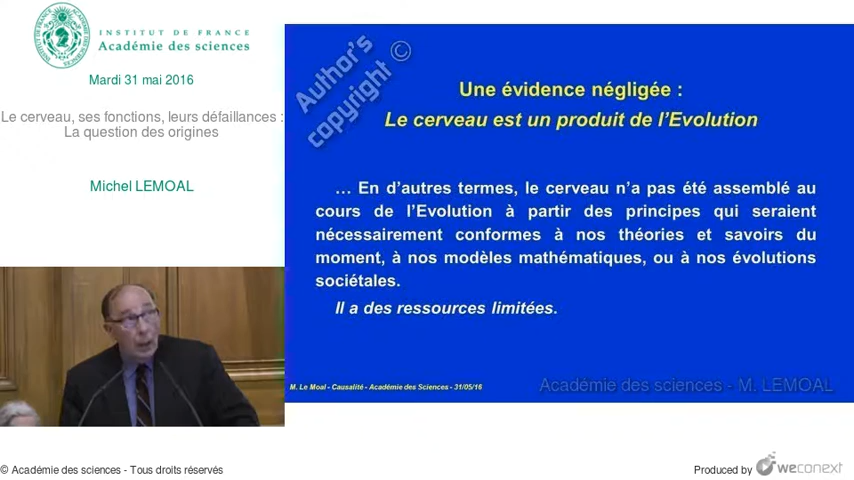 INSTITUT DE FRANCE
Académie des sciences
Mardi 31 mai 2016
Le cerveau, ses fonctions, leurs défaillances :
La question des origines
Michel LEMOAL
Author's
copyright ©
Une évidence négligée :
Le cerveau est un produit de l'Evolution
… En d'autres termes, le cerveau n'a pas été assemblé au
cours de l'Evolution à partir des principes qui seraient
nécessairement conformes à nos théories et savoirs du
moment, à nos modèles mathématiques, ou à nos évolutions
sociétales.
Il a des ressources limitées.
M. Le Moal - Causalité - Académie des Sciences - 31/05/16
Académie des sciences - M. LEMOAL
© Académie des sciences - Tous droits réservés
Produced by weconext